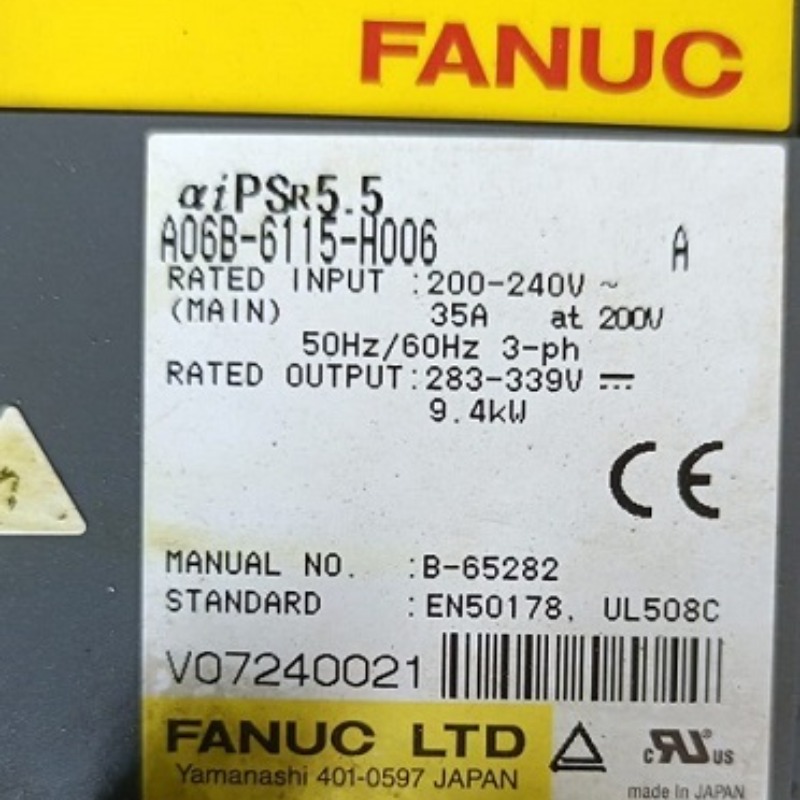 FANUC
αiPSR5.5
A06B-6115-H006 A
RATED INPUT :200-240V ~
(MAIN) 35A at 200V
50Hz/60Hz 3-ph
RATED OUTPUT:283-339V ⎓
9.4kW
CE
MANUAL NO. :B-65282
STANDARD :EN50178, UL508C
V07240021
FANUC LTD
Yamanashi 401-0597 JAPAN
c RU® US
made in JAPAN